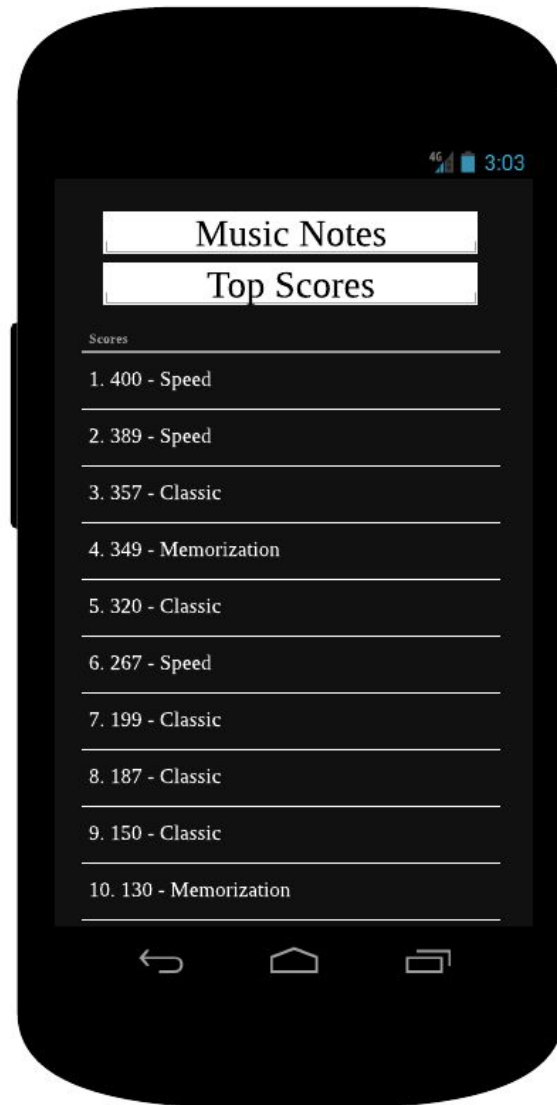 4G 3:03
Music Notes
Top Scores
Scores
1. 400 - Speed
2. 389 - Speed
3. 357 - Classic
4. 349 - Memorization
5. 320 - Classic
6. 267 - Speed
7. 199 - Classic
8. 187 - Classic
9. 150 - Classic
10. 130 - Memorization